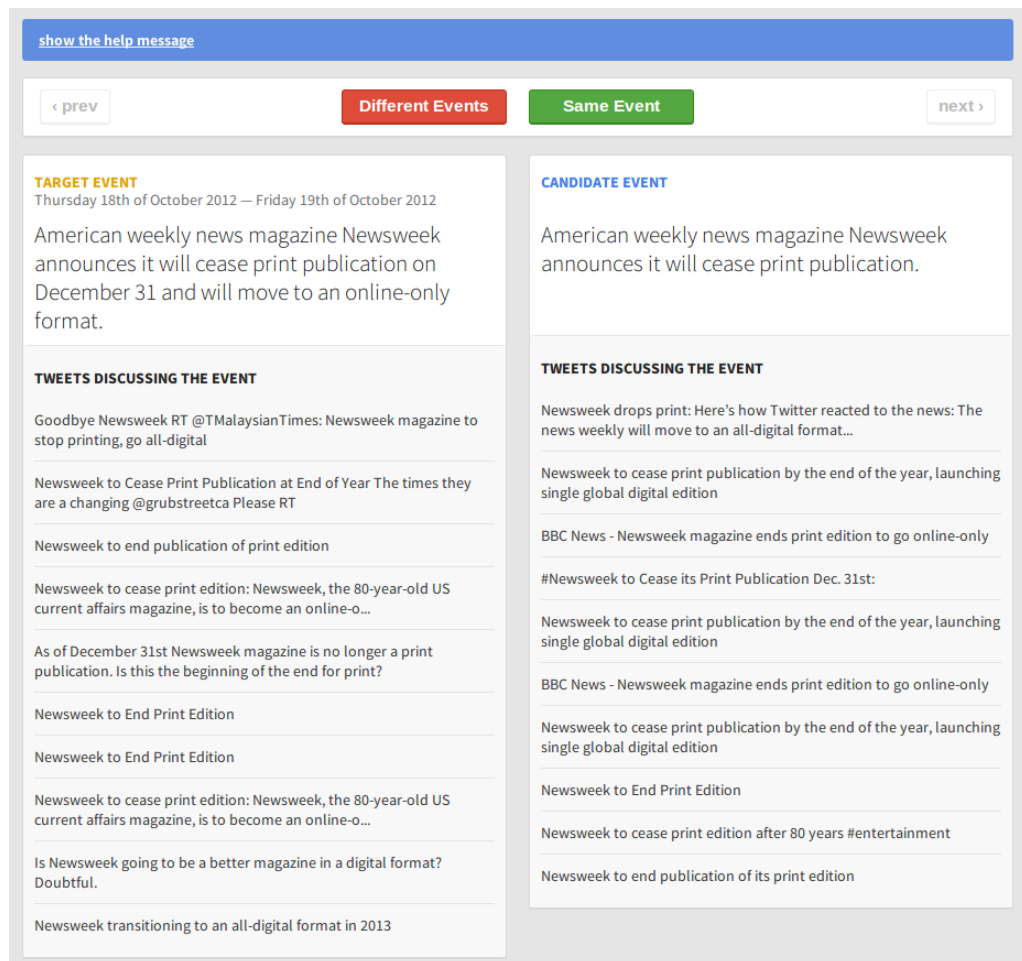 show the help message
‹ prev
Different Events
Same Event
next ›
TARGET EVENT
Thursday 18th of October 2012 — Friday 19th of October 2012
American weekly news magazine Newsweek
announces it will cease print publication on
December 31 and will move to an online-only
format.
TWEETS DISCUSSING THE EVENT
Goodbye Newsweek RT @TMalaysianTimes: Newsweek magazine to
stop printing, go all-digital
Newsweek to Cease Print Publication at End of Year The times they
are a changing @grubstreetca Please RT
Newsweek to end publication of print edition
Newsweek to cease print edition: Newsweek, the 80-year-old US
current affairs magazine, is to become an online-o...
As of December 31st Newsweek magazine is no longer a print
publication. Is this the beginning of the end for print?
Newsweek to End Print Edition
Newsweek to End Print Edition
Newsweek to cease print edition: Newsweek, the 80-year-old US
current affairs magazine, is to become an online-o...
Is Newsweek going to be a better magazine in a digital format?
Doubtful.
Newsweek transitioning to an all-digital format in 2013
CANDIDATE EVENT
American weekly news magazine Newsweek
announces it will cease print publication.
TWEETS DISCUSSING THE EVENT
Newsweek drops print: Here's how Twitter reacted to the news: The
news weekly will move to an all-digital format...
Newsweek to cease print publication by the end of the year, launching
single global digital edition
BBC News - Newsweek magazine ends print edition to go online-only
#Newsweek to Cease its Print Publication Dec. 31st:
Newsweek to cease print publication by the end of the year, launching
single global digital edition
BBC News - Newsweek magazine ends print edition to go online-only
Newsweek to cease print publication by the end of the year, launching
single global digital edition
Newsweek to End Print Edition
Newsweek to cease print edition after 80 years #entertainment
Newsweek to end publication of its print edition